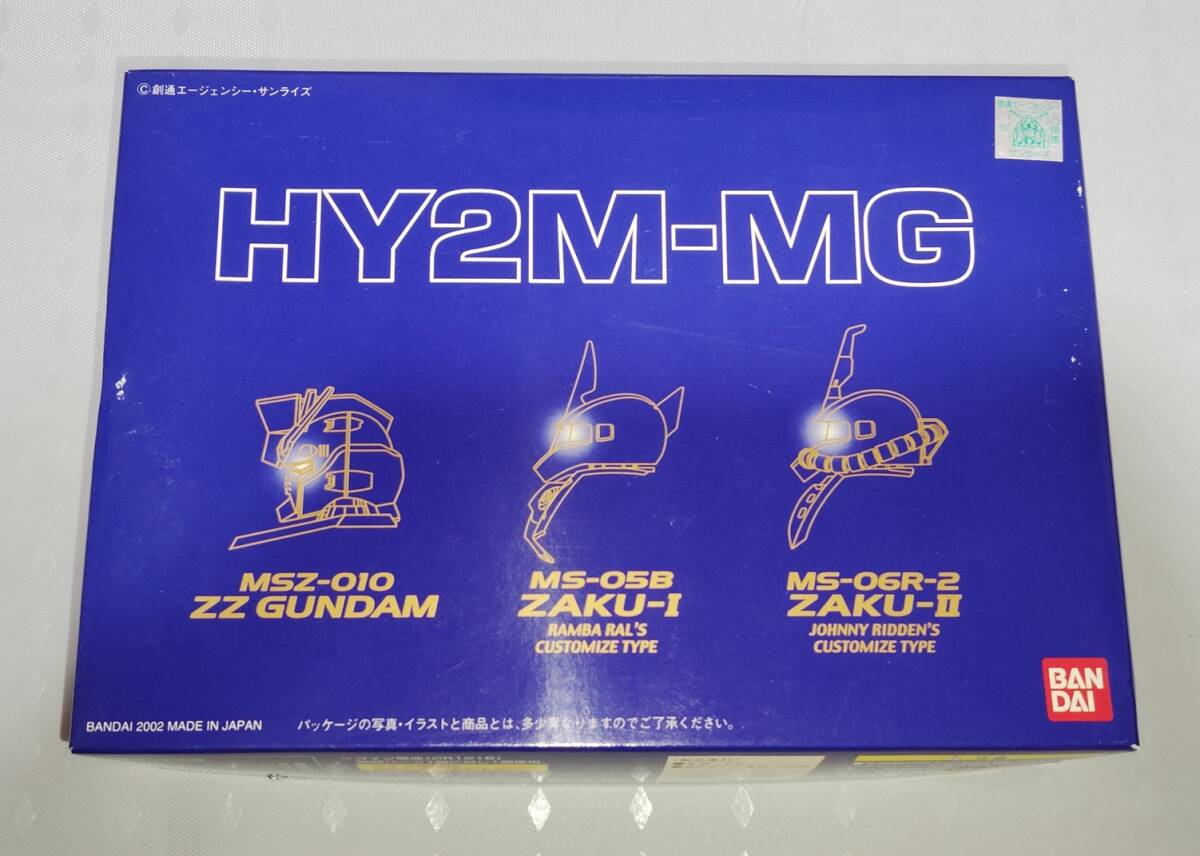 ©創通エージェンシー・サンライズ
HY2M-MG
MSZ-010
ZZ GUNDAM
MS-05B
ZAKU-I
RAMBA RAL'S
CUSTOMIZE TYPE
MS-06R-2
ZAKU-II
JOHNNY RIDDEN'S
CUSTOMIZE TYPE
BAN
DAI
BANDAI 2002 MADE IN JAPAN
パッケージの写真・イラストと商品とは、多少異なりますのでご了承ください。